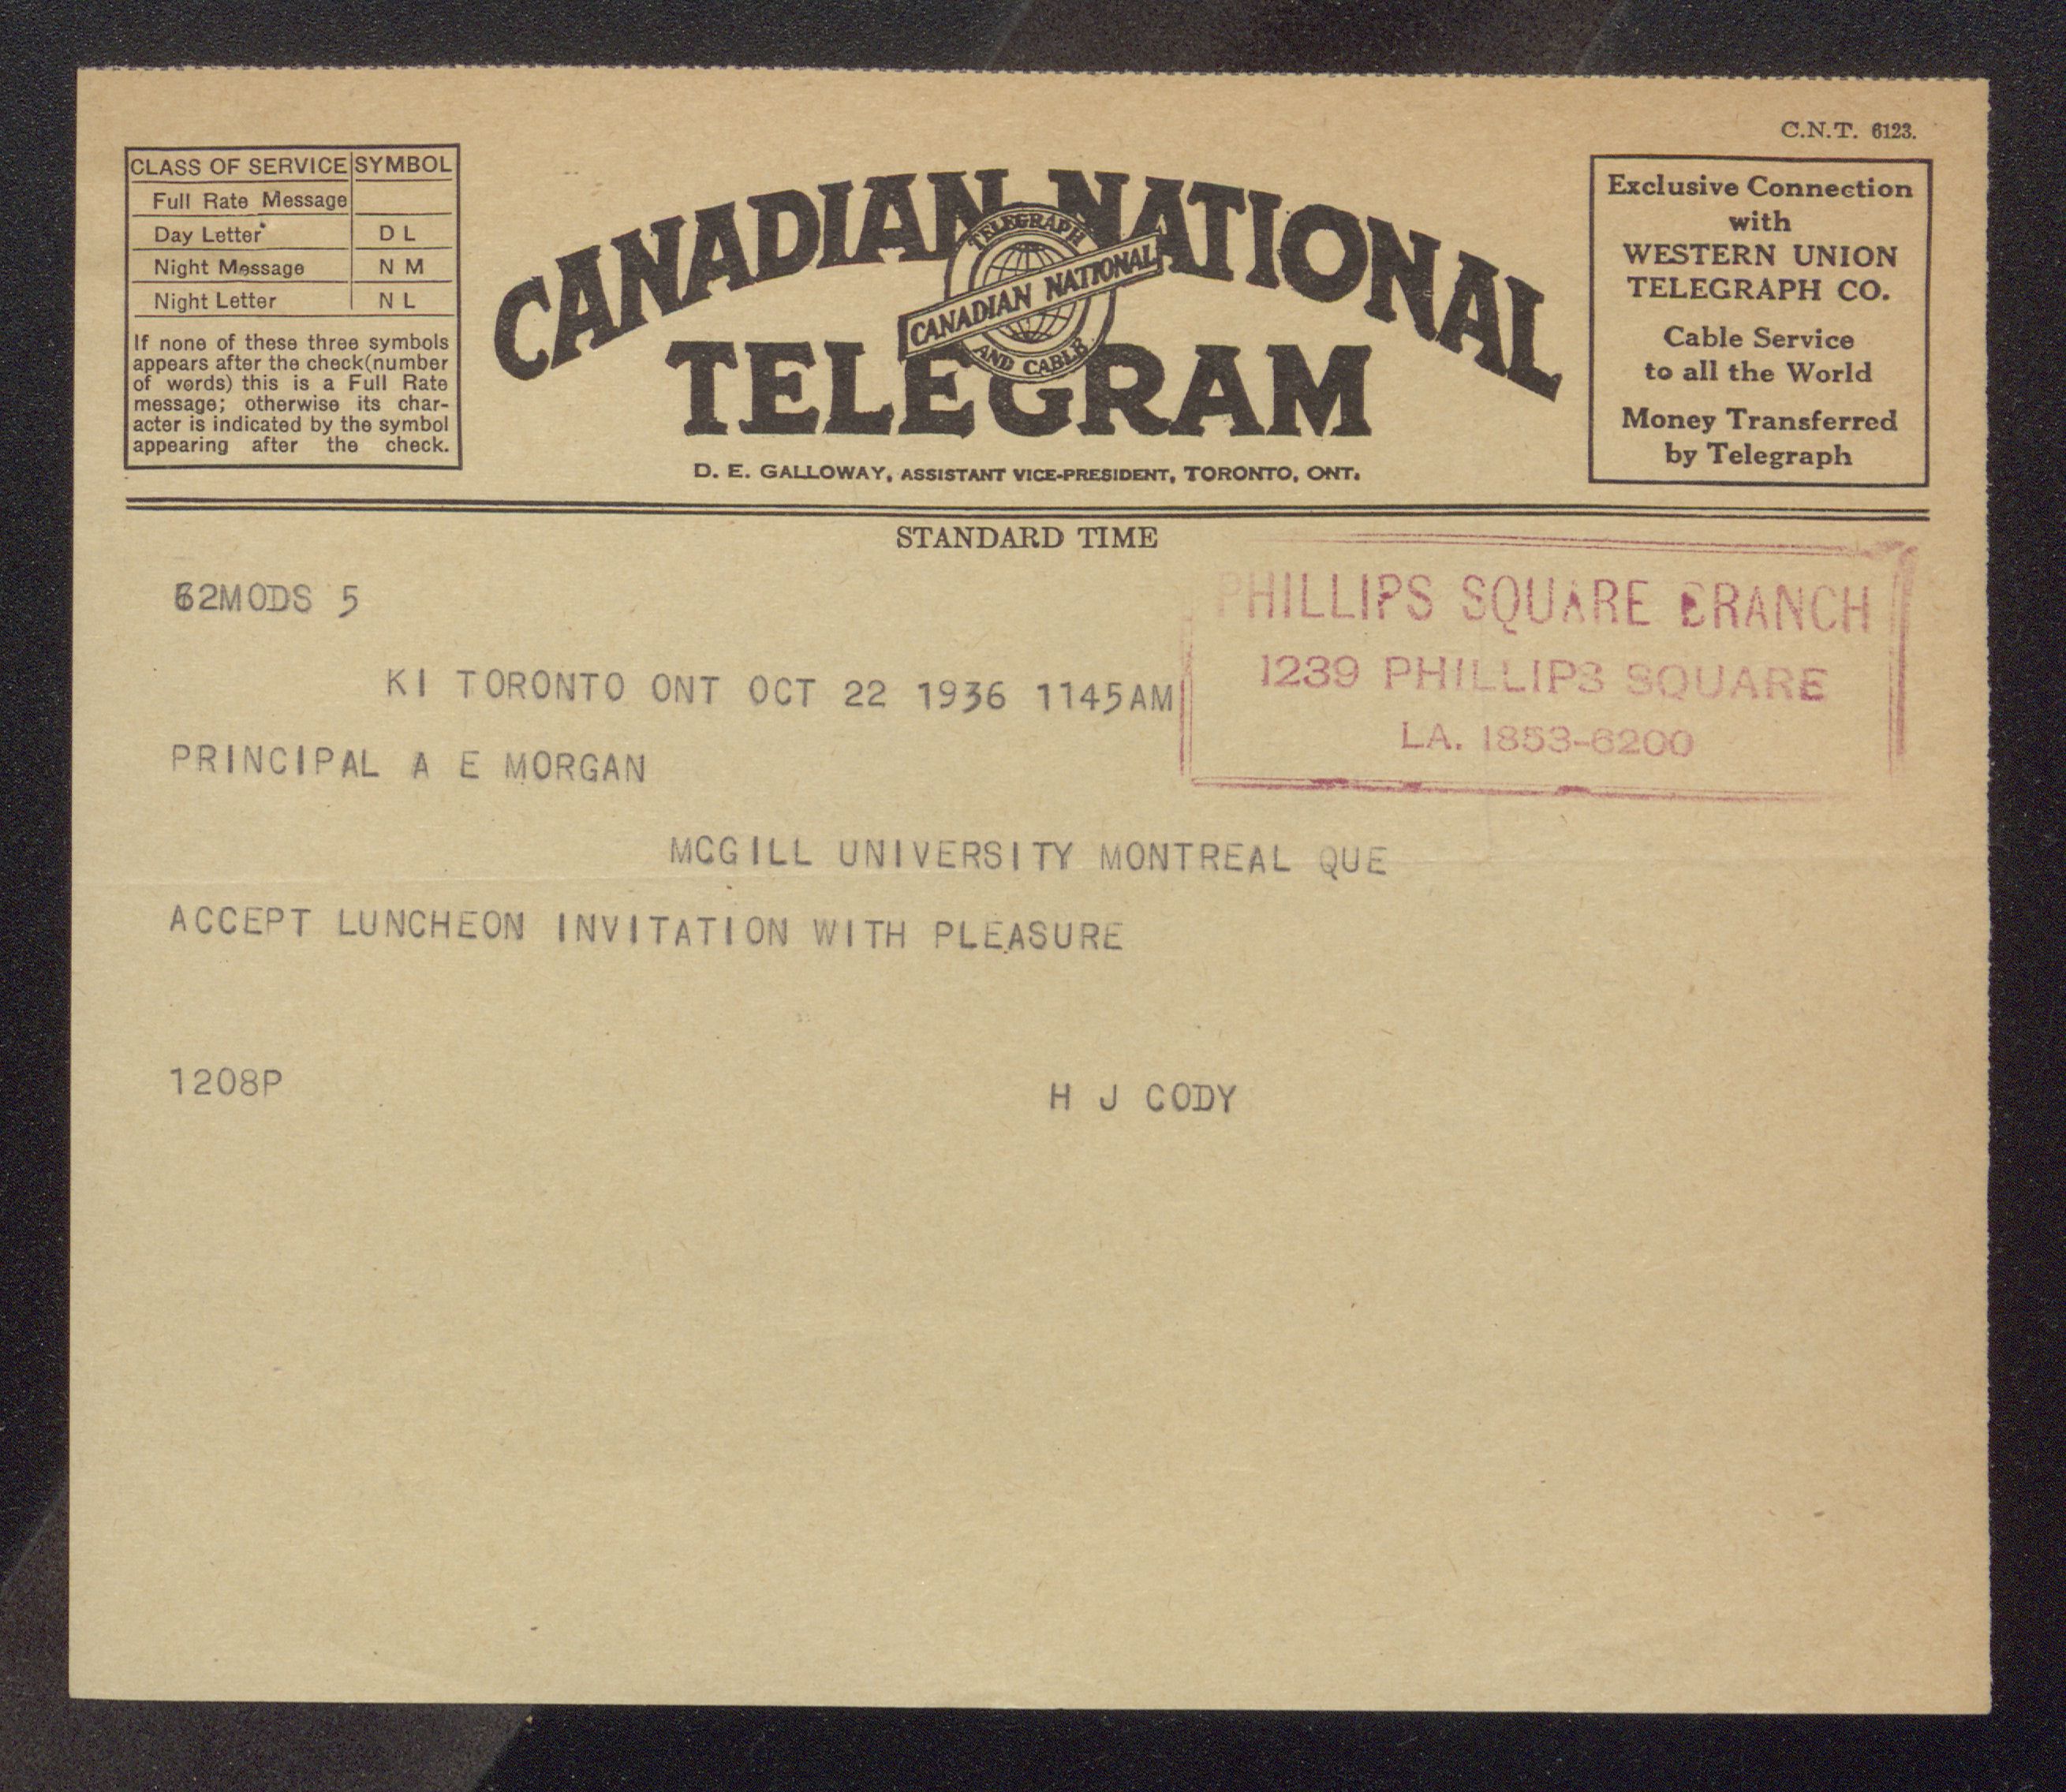 C.N.T. 6123.
CLASS OF SERVICE SYMBOL
Full Rate Message
Day Letter D L
Night Message N M
Night Letter N L
If none of these three symbols
appears after the check(number
of words) this is a Full Rate
message; otherwise its char-
acter is indicated by the symbol
appearing after the check.
CANADIAN NATIONAL
TELEGRAPH
CANADIAN NATIONAL
AND CABLE
TELEGRAM
D. E. GALLOWAY, ASSISTANT VICE-PRESIDENT, TORONTO, ONT.
Exclusive Connection
with
WESTERN UNION
TELEGRAPH CO.
Cable Service
to all the World
Money Transferred
by Telegraph
STANDARD TIME
PHILLIPS SQUARE BRANCH
1239 PHILLIPS SQUARE
LA. 1853-6200
5
KI TORONTO ONT OCT 22 1936 1145AM
PRINCIPAL A E MORGAN
MCGILL UNIVERSITY MONTREAL QUE
ACCEPT LUNCHEON INVITATION WITH PLEASURE
1208P H J CODY